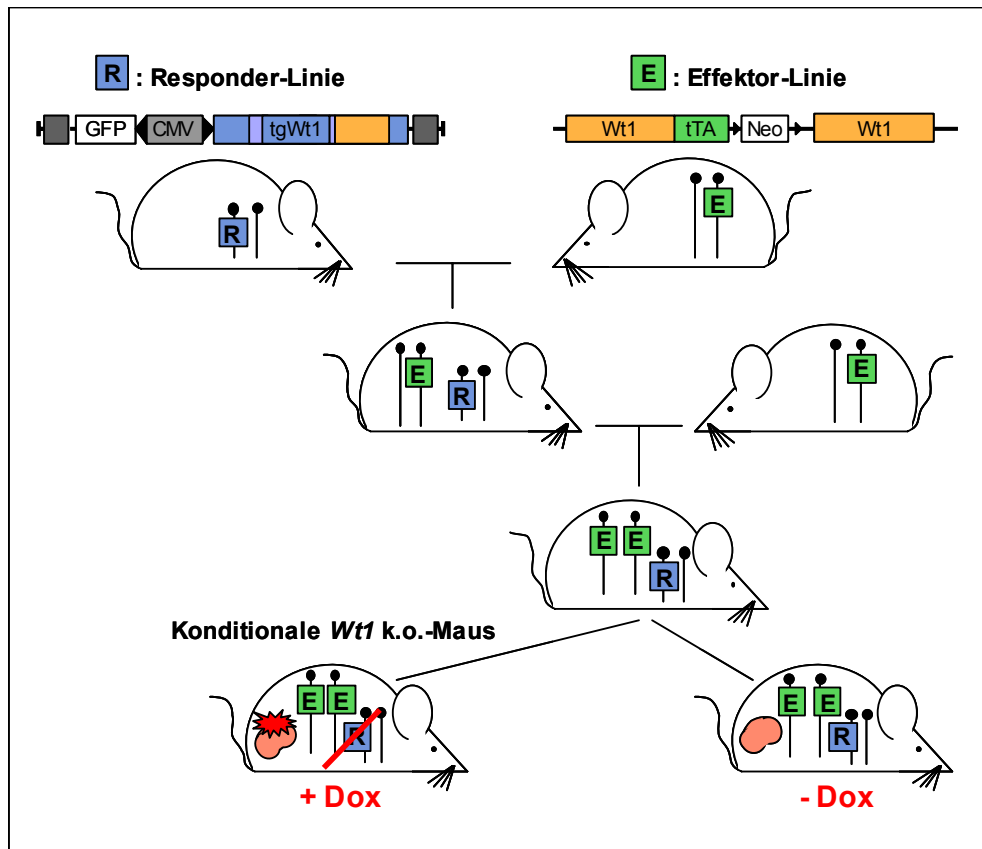 R : Responder-Linie
E : Effektor-Linie
GFP CMV tgWt1
Wt1 tTA Neo Wt1
R
E
E R
E
E E R
Konditionale Wt1 k.o.-Maus
E E R
E E R
+ Dox
- Dox